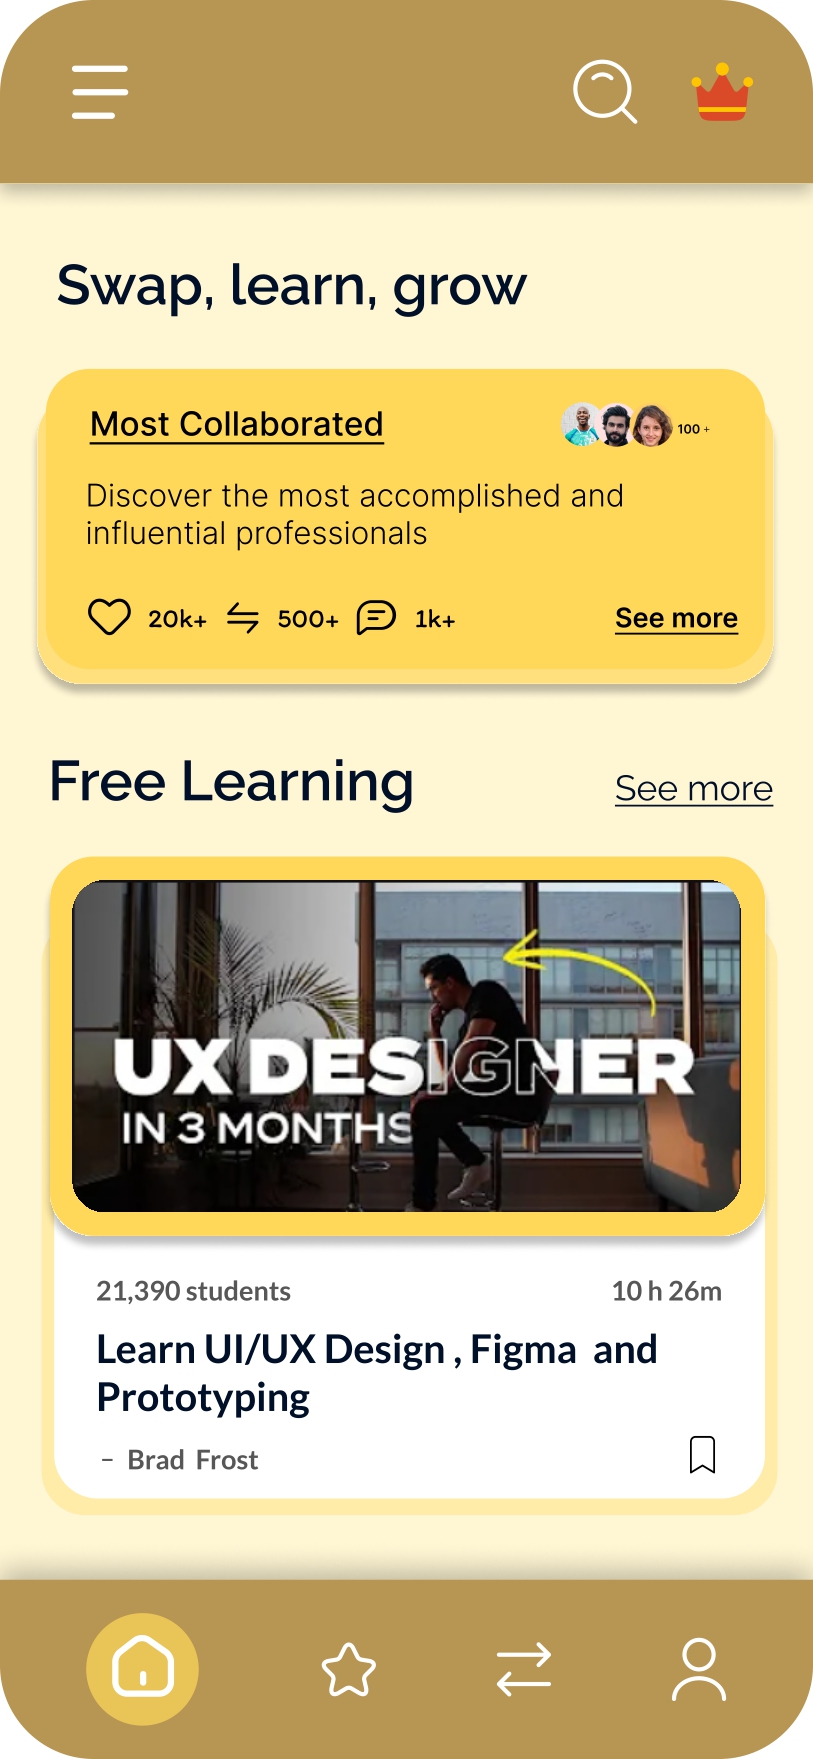 Swap, learn, grow
Most Collaborated
100 +
Discover the most accomplished and
influential professionals
20k+ 500+ 1k+
See more
Free Learning
See more
UX DESIGNER
IN 3 MONTHS
21,390 students
10 h 26m
Learn UI/UX Design , Figma and
Prototyping
– Brad Frost